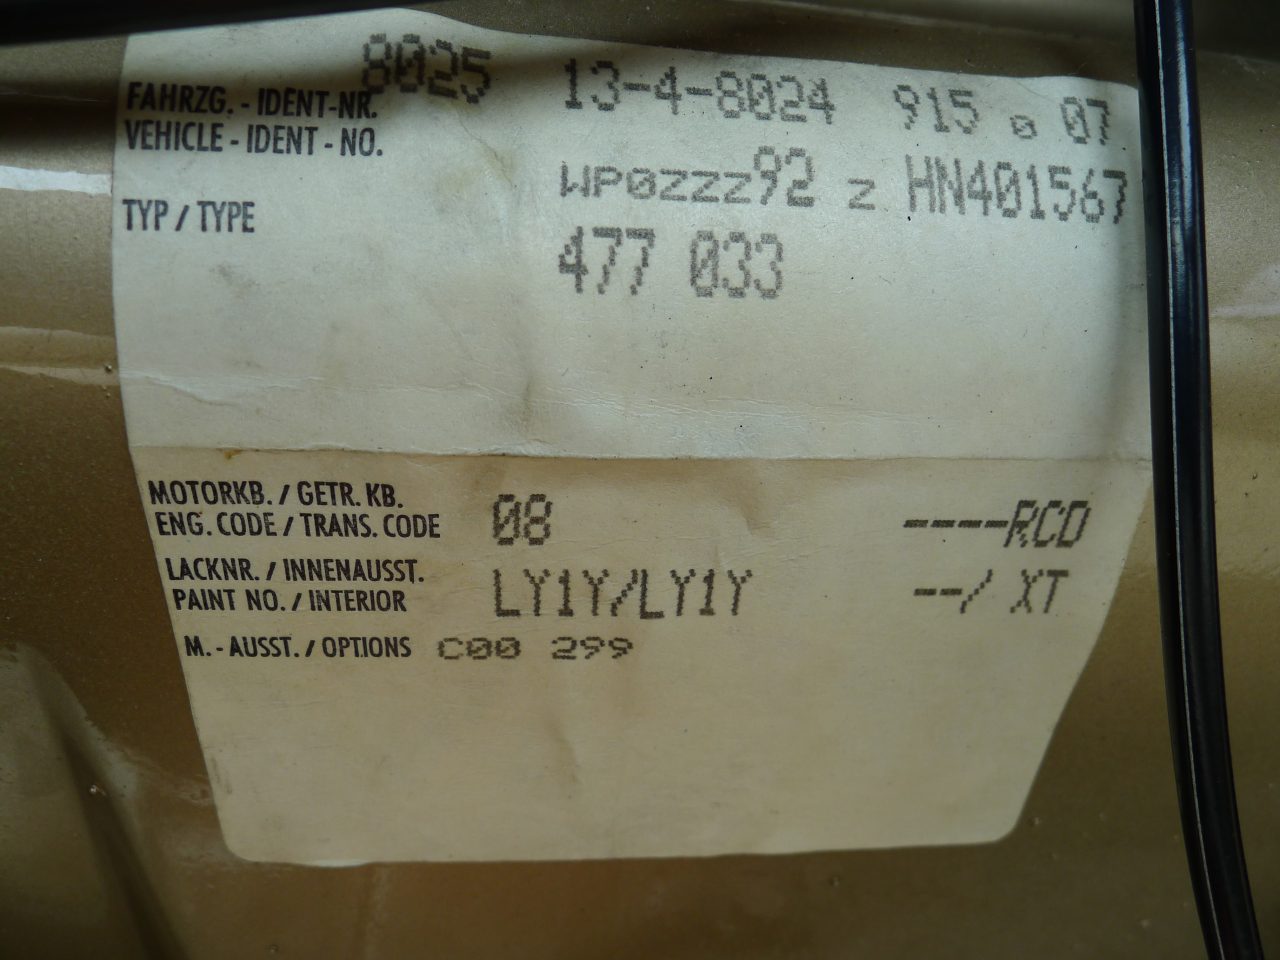 8025 13-4-8024 915 0 07
FAHRZG. - IDENT-NR.
VEHICLE - IDENT - NO.
WP0ZZZ92 Z HN401567
TYP / TYPE 477 033
MOTORKB. / GETR. KB.
ENG. CODE / TRANS. CODE 08 ----RCD
LACKNR. / INNENAUSST.
PAINT NO. / INTERIOR LY1Y/LY1Y --/ XT
M. - AUSST. / OPTIONS C00 299